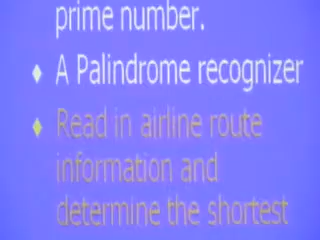 prime number.
A Palindrome recognizer
Read in airline route
information and
determine the shortest